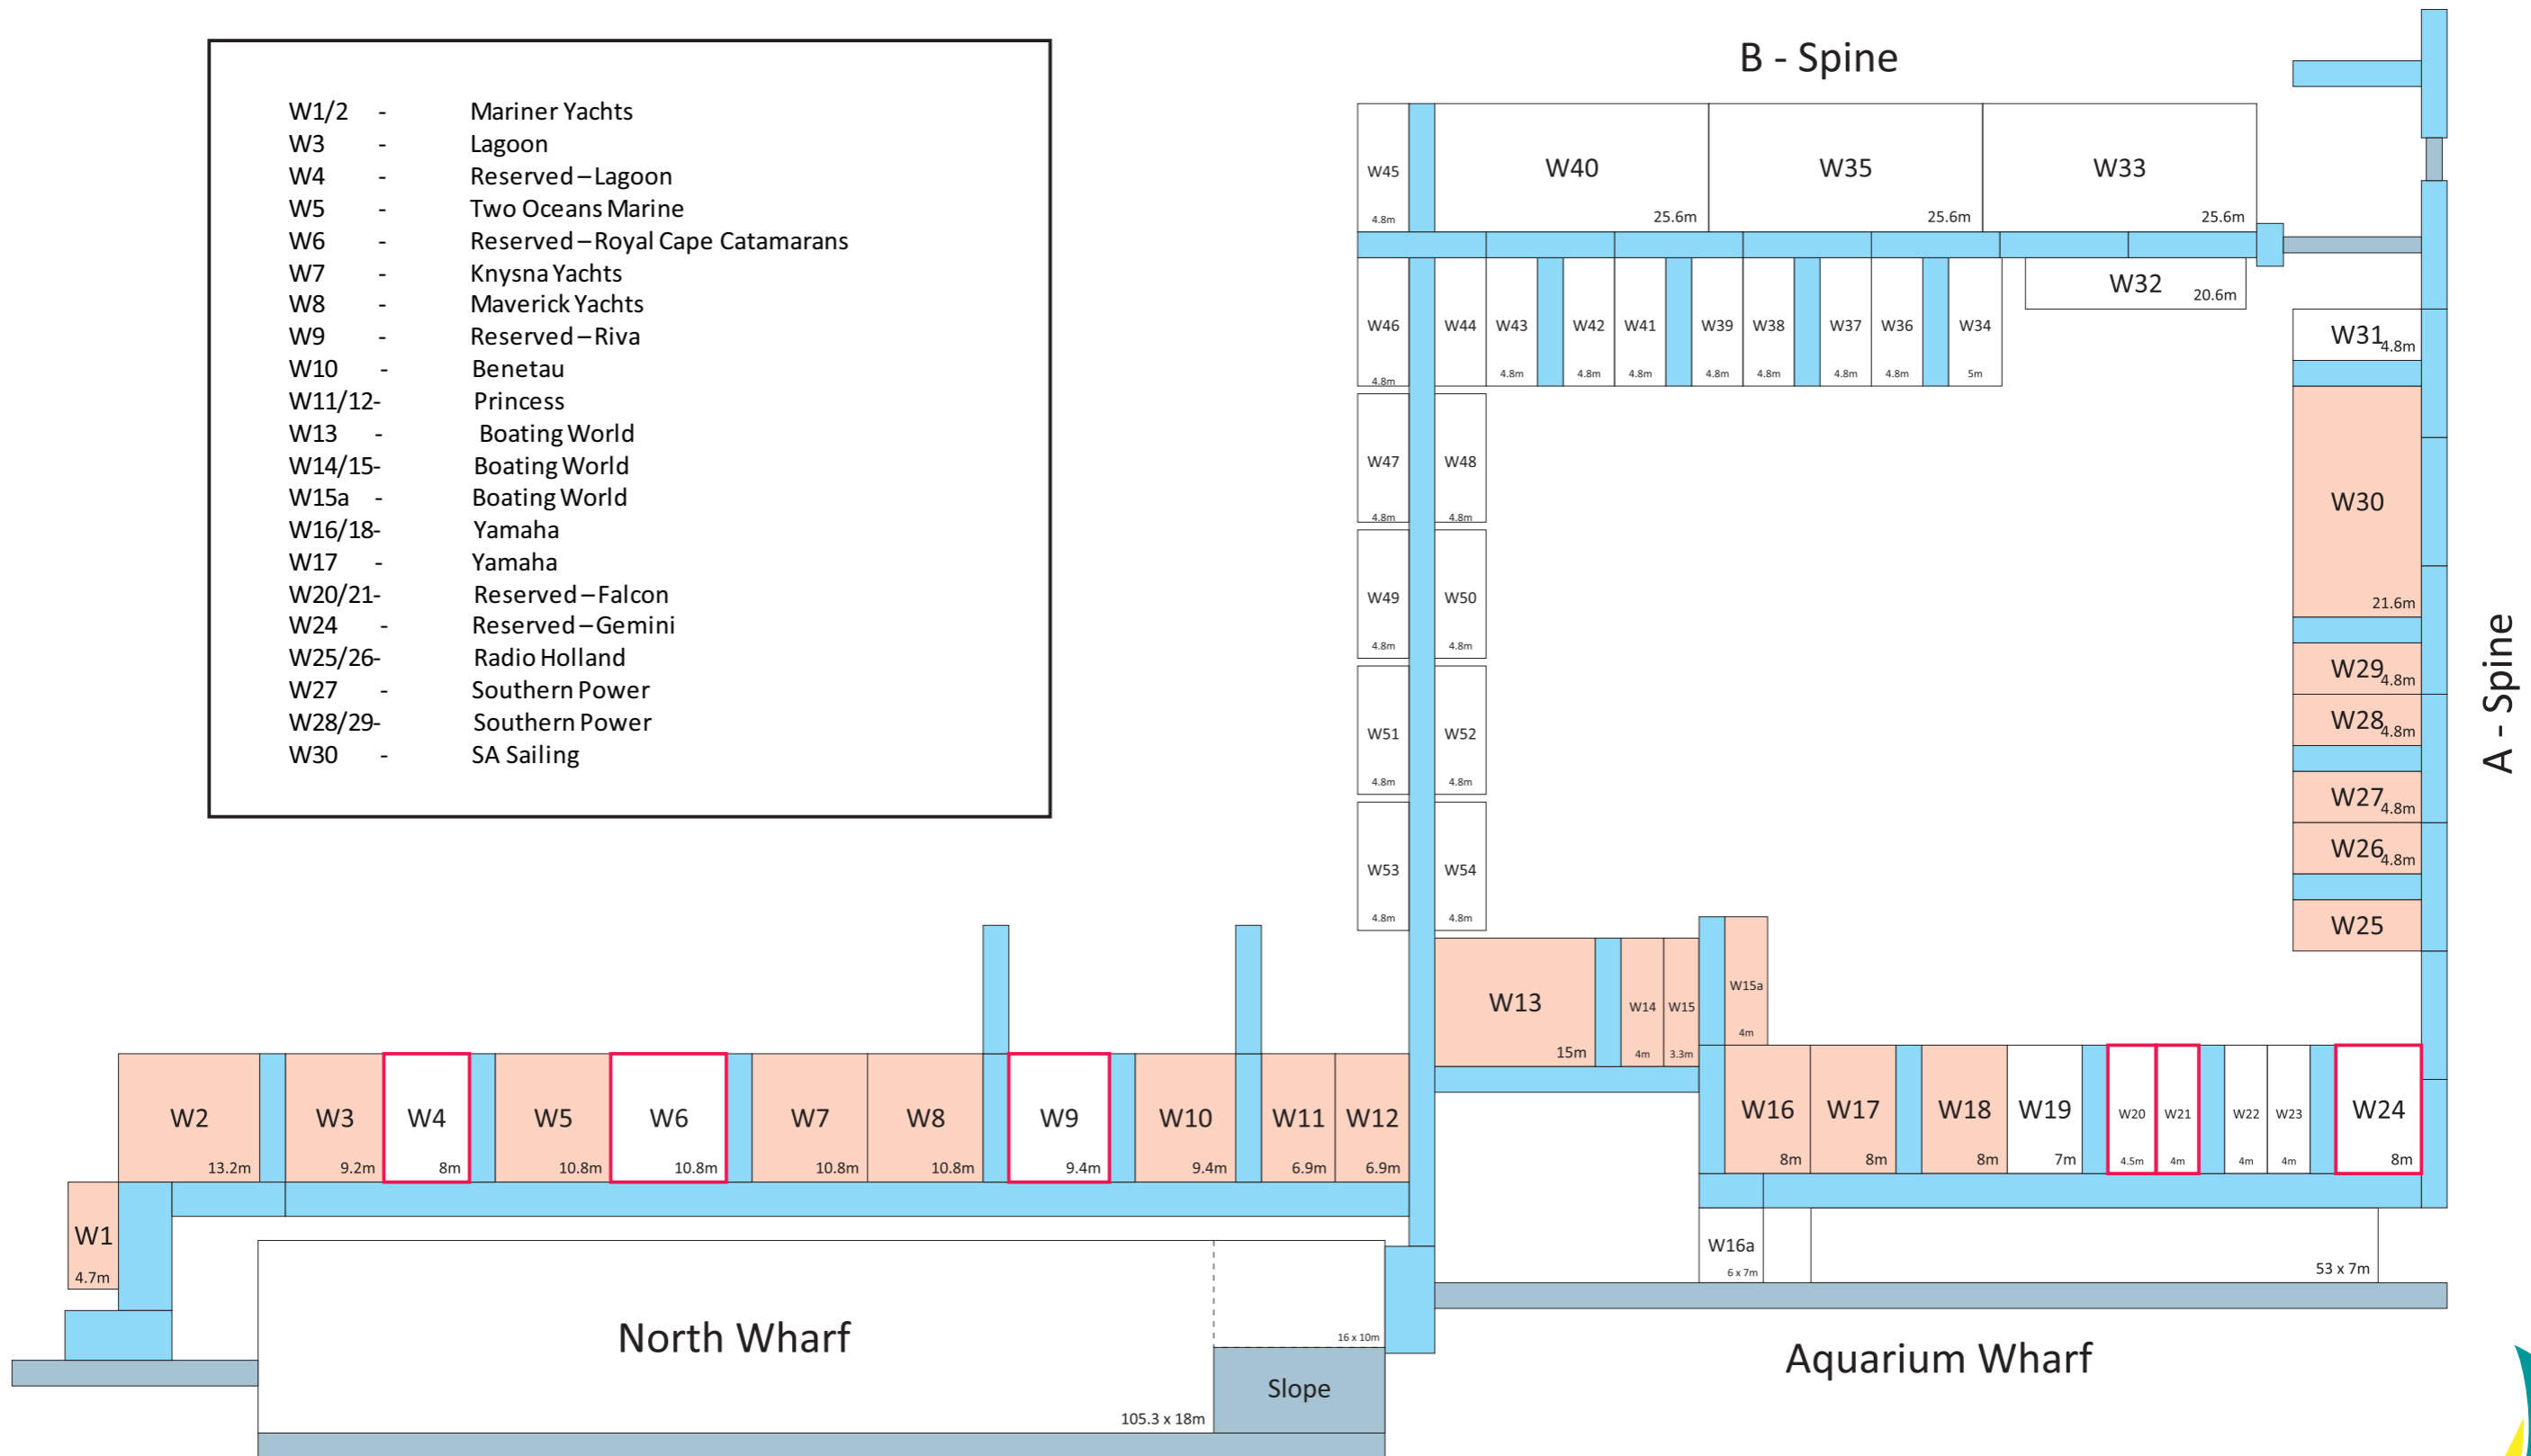 B - Spine
W1/2 - Mariner Yachts
W3 - Lagoon
W4 - Reserved – Lagoon
W5 - Two Oceans Marine
W6 - Reserved – Royal Cape Catamarans
W7 - Knysna Yachts
W8 - Maverick Yachts
W9 - Reserved – Riva
W10 - Benetau
W11/12- Princess
W13 - Boating World
W14/15- Boating World
W15a - Boating World
W16/18- Yamaha
W17 - Yamaha
W20/21- Reserved – Falcon
W24 - Reserved – Gemini
W25/26- Radio Holland
W27 - Southern Power
W28/29- Southern Power
W30 - SA Sailing
W45 W40 W35 W33
4.8m 25.6m 25.6m 25.6m
W32 20.6m
W46 W44 W43 W42 W41 W39 W38 W37 W36 W34
4.8m 4.8m 4.8m 4.8m 4.8m 4.8m 4.8m 4.8m 5m
W31 4.8m
W47 W48
4.8m 4.8m
W30
21.6m
W49 W50
4.8m 4.8m
W29 4.8m
W28 4.8m
A - Spine
W51 W52
4.8m 4.8m
W27 4.8m
W26 4.8m
W53 W54
4.8m 4.8m
W25
W13 W14 W15 W15a
15m 4m 3.3m 4m
W2 W3 W4 W5 W6 W7 W8 W9 W10 W11 W12
13.2m 9.2m 8m 10.8m 10.8m 10.8m 10.8m 9.4m 9.4m 6.9m 6.9m
W16 W17 W18 W19 W20 W21 W22 W23 W24
8m 8m 8m 7m 4.5m 4m 4m 4m 8m
W1
4.7m
W16a
6 x 7m
53 x 7m
North Wharf
16 x 10m
Slope
105.3 x 18m
Aquarium Wharf